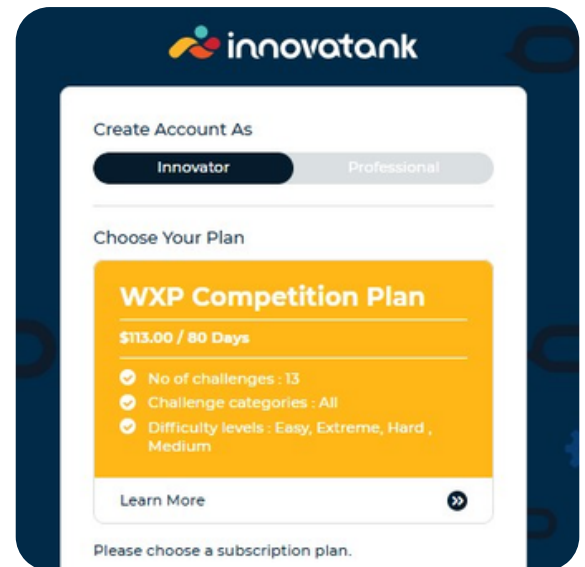 innovatank
Create Account As
Innovator
Professional
Choose Your Plan
WXP Competition Plan
$113.00 / 80 Days
No of challenges : 13
Challenge categories : All
Difficulty levels : Easy, Extreme, Hard ,
Medium
Learn More
Please choose a subscription plan.